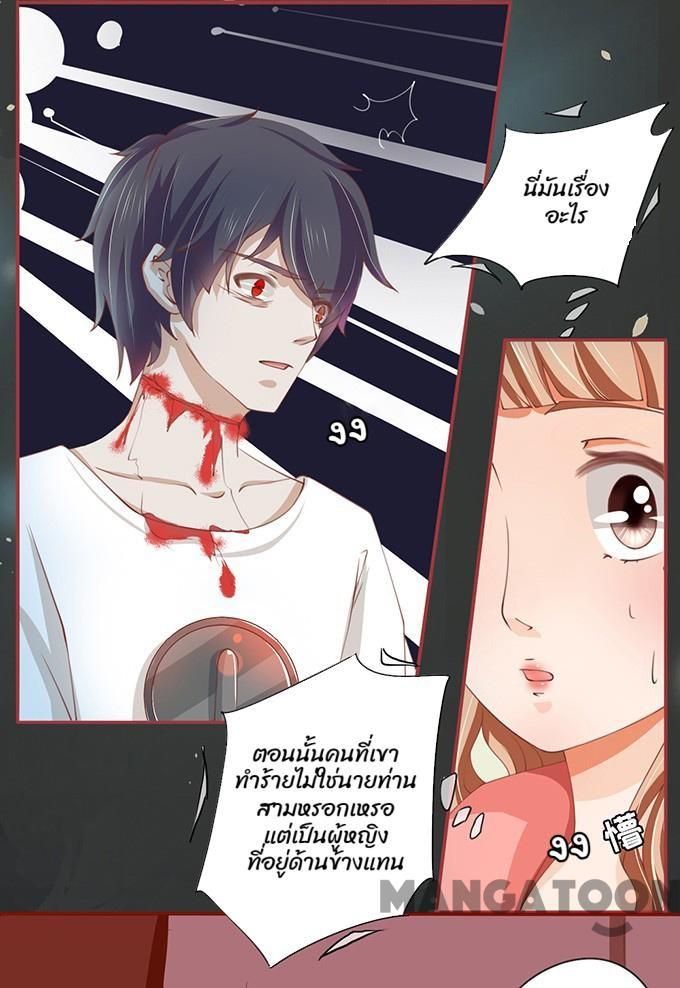 นี่มันเรื่อง
อะไร
งง
ตอนนั้นคนที่เขา
ทำร้ายไม่ใช่นายท่าน
สามหรอกเหรอ
แต่เป็นผู้หญิง
ที่อยู่ด้านข้างแทน
งง 懵
MANGATOON